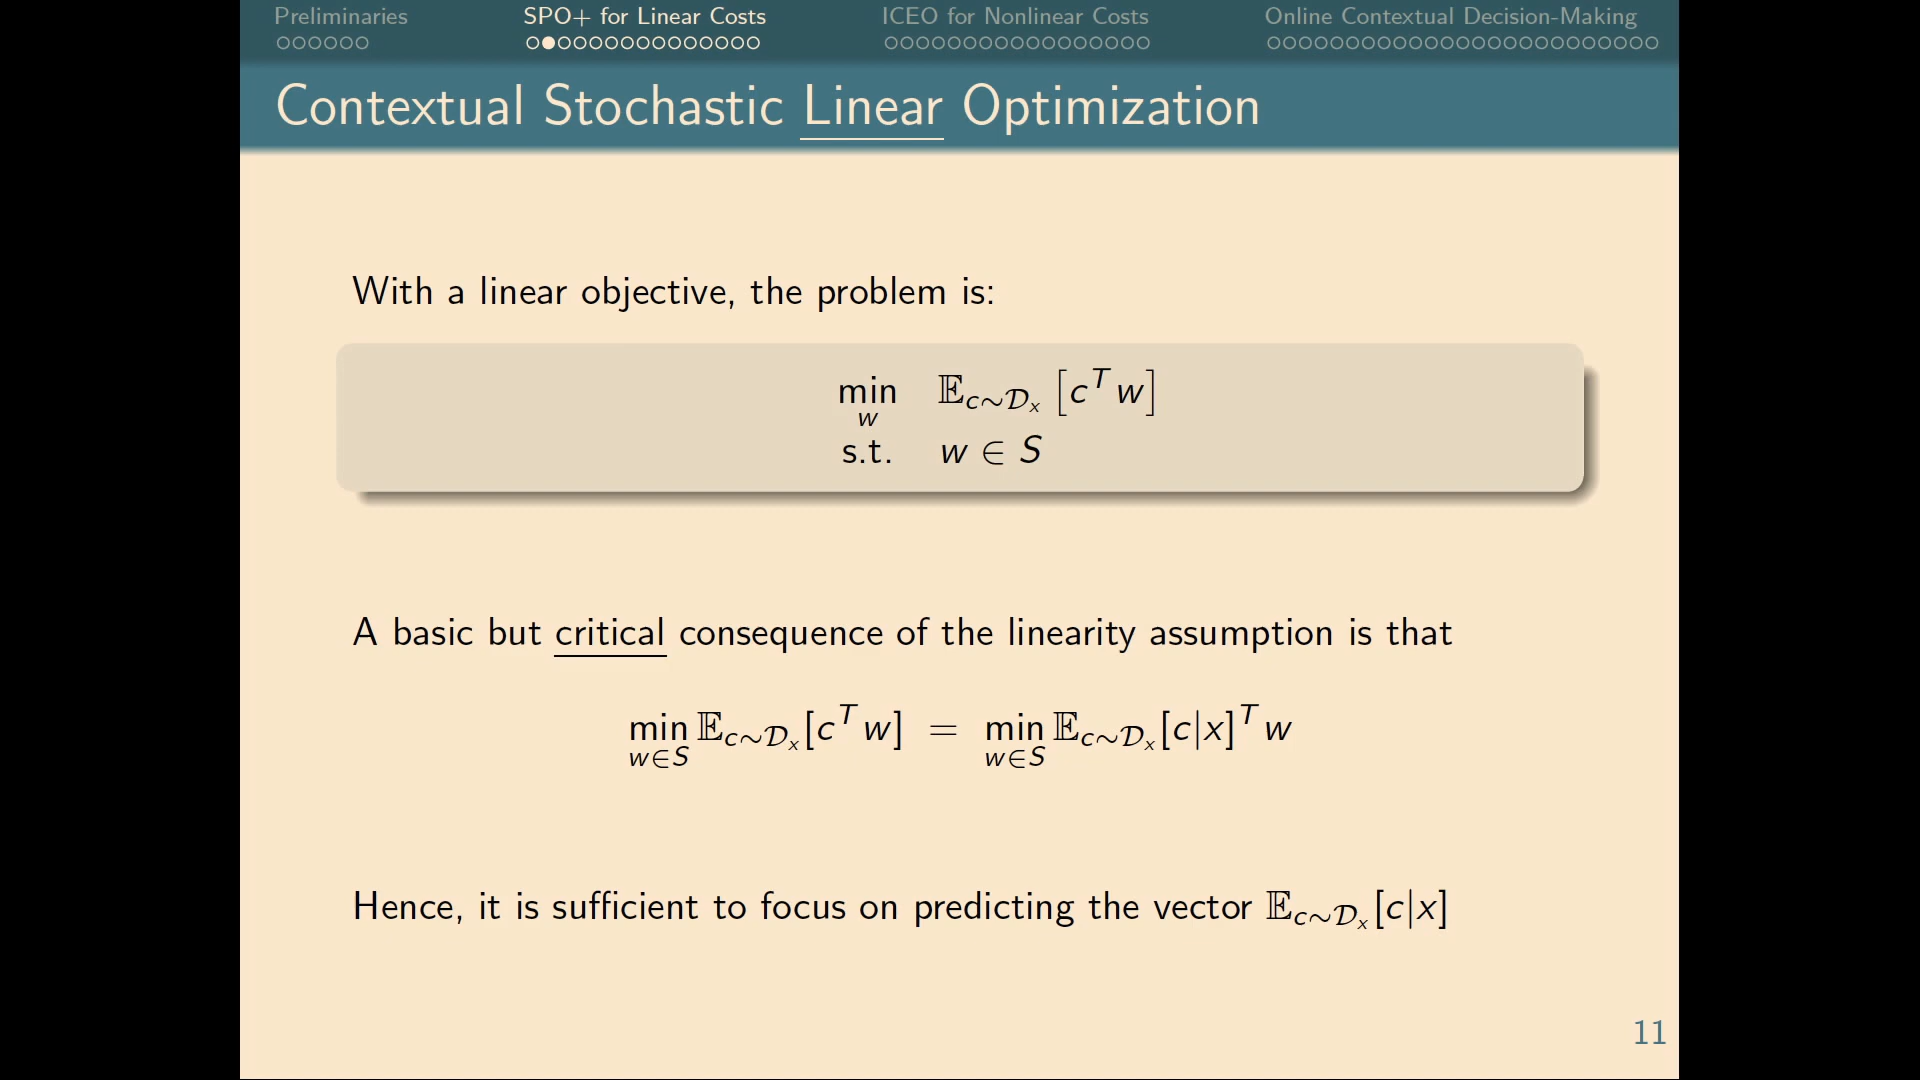 Preliminaries
SPO+ for Linear Costs
ICEO for Nonlinear Costs
Online Contextual Decision-Making
Contextual Stochastic Linear Optimization
With a linear objective, the problem is:
min_w 𝔼_{c∼𝒟_x} [c^T w]
s.t. w ∈ S
A basic but critical consequence of the linearity assumption is that
min_{w∈S} 𝔼_{c∼𝒟_x}[c^T w] = min_{w∈S} 𝔼_{c∼𝒟_x}[c|x]^T w
Hence, it is sufficient to focus on predicting the vector 𝔼_{c∼𝒟_x}[c|x]
11